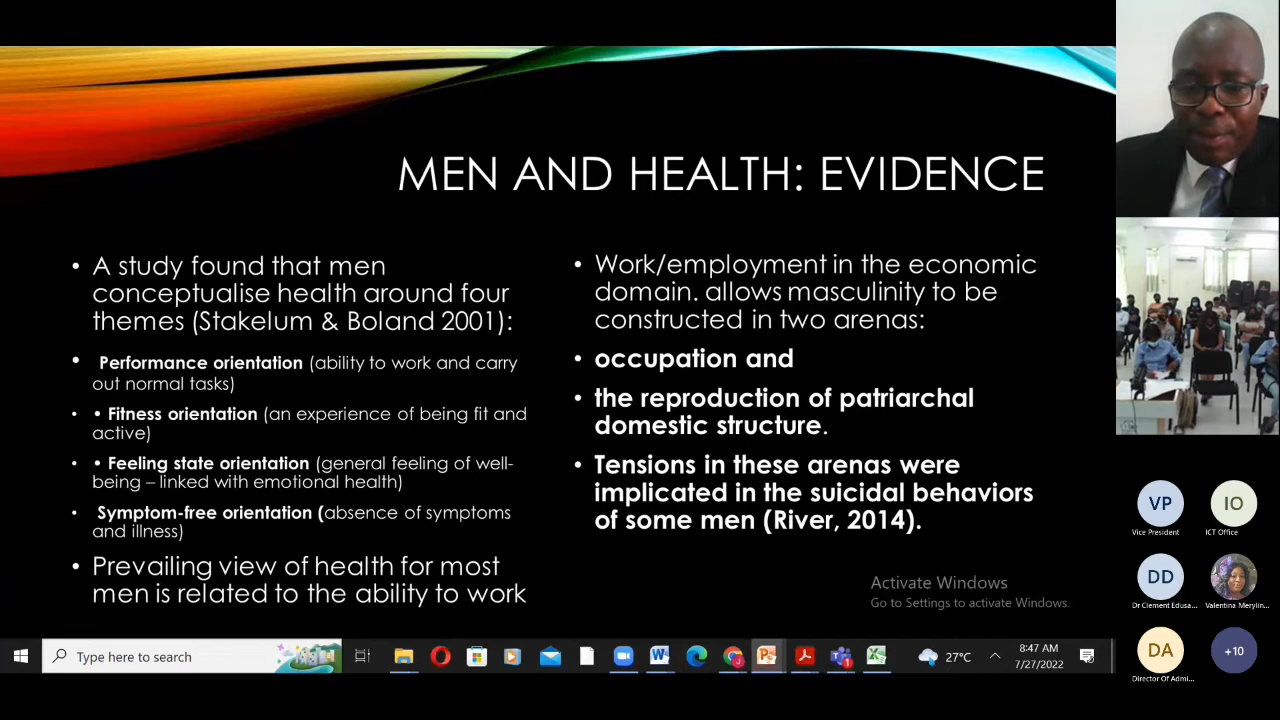 MEN AND HEALTH: EVIDENCE
• A study found that men
conceptualise health around four
themes (Stakelum & Boland 2001):
• Performance orientation (ability to work and carry
out normal tasks)
• • Fitness orientation (an experience of being fit and
active)
• • Feeling state orientation (general feeling of well-
being – linked with emotional health)
• Symptom-free orientation (absence of symptoms
and illness)
• Prevailing view of health for most
men is related to the ability to work
• Work/employment in the economic
domain. allows masculinity to be
constructed in two arenas:
• occupation and
• the reproduction of patriarchal
domestic structure.
• Tensions in these arenas were
implicated in the suicidal behaviors
of some men (River, 2014).
Activate Windows
Go to Settings to activate Windows.
Type here to search
27°C
8:47 AM
7/27/2022
VP
Vice President
IO
ICT Office
DD
Dr Clement Edusa...
Valentina Merylin...
DA
Director Of Admi...
+10